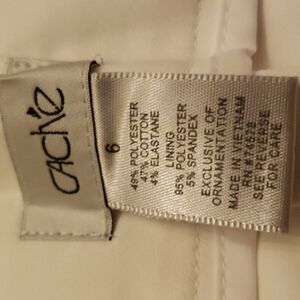 caché
6
49% POLYESTER
47% COTTON
4% ELASTANE
LINING
95% POLYESTER
5% SPANDEX
EXCLUSIVE OF
ORNAMENTATION
MADE IN VIETNAM
SEE REVERSE
FOR CARE